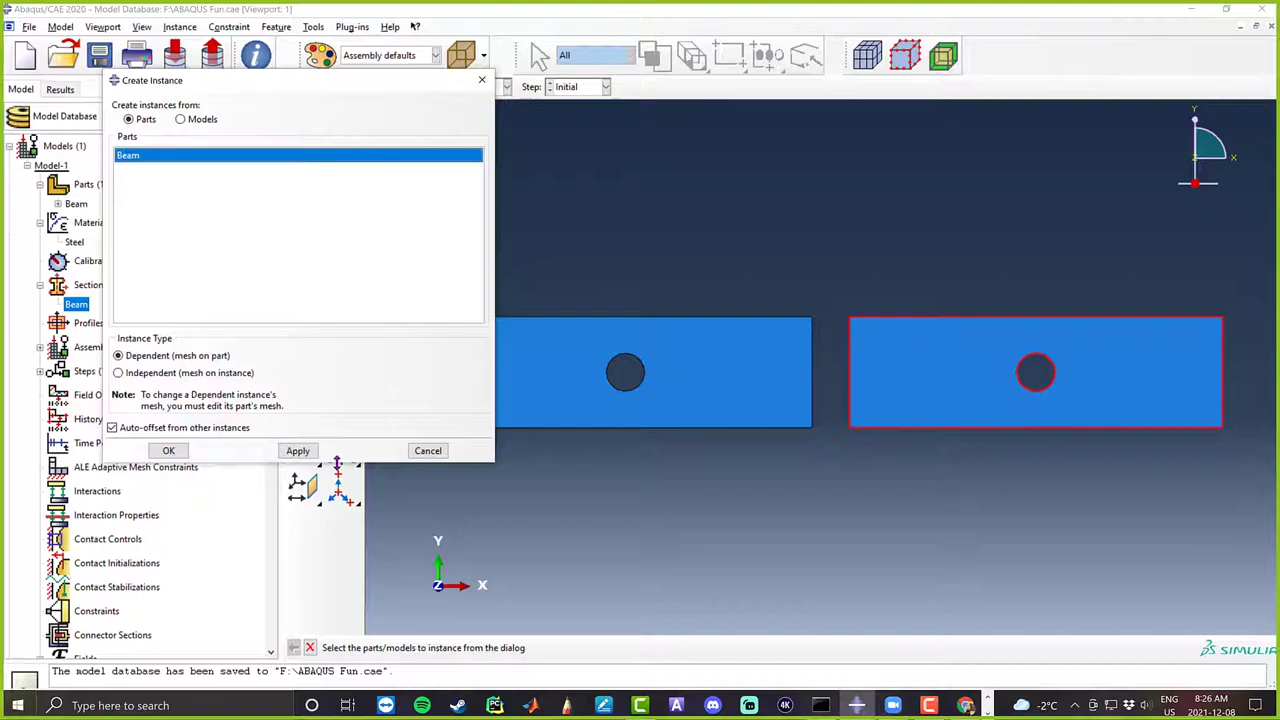 Abaqus/CAE 2020 - Model Database: F:\ABAQUS Fun.cae [Viewport: 1]
File Model Viewport View Instance Constraint Feature Tools Plug-ins Help
Assembly defaults All
Create Instance
Model Results
Step: Initial
Create instances from:
Parts Models
Model Database
Parts
Models (1)
Beam
Model-1
Parts (1
Beam
Materia
Steel
Calibra
Section
Beam
Profiles
Instance Type
Assem
Dependent (mesh on part)
Steps (
Independent (mesh on instance)
Field O
Note: To change a Dependent instance's
mesh, you must edit its part's mesh.
History
Auto-offset from other instances
Time P
OK Apply Cancel
ALE Adaptive Mesh Constraints
Interactions
Interaction Properties
Contact Controls
Contact Initializations
Contact Stabilizations
Constraints
Connector Sections
Y
X
Z
Y
X
Z
Select the parts/models to instance from the dialog
SIMULIA
The model database has been saved to "F:\ABAQUS Fun.cae".
Type here to search
-2°C
ENG
US
8:26 AM
2021-12-08